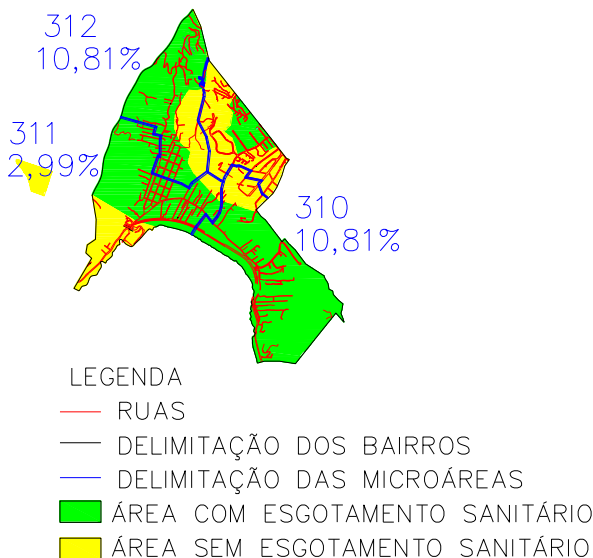 312
10,81%
311
2,99%
310
10,81%
LEGENDA
RUAS
DELIMITAÇÃO DOS BAIRROS
DELIMITAÇÃO DAS MICROÁREAS
ÁREA COM ESGOTAMENTO SANITÁRIO
ÁREA SEM ESGOTAMENTO SANITÁRIO